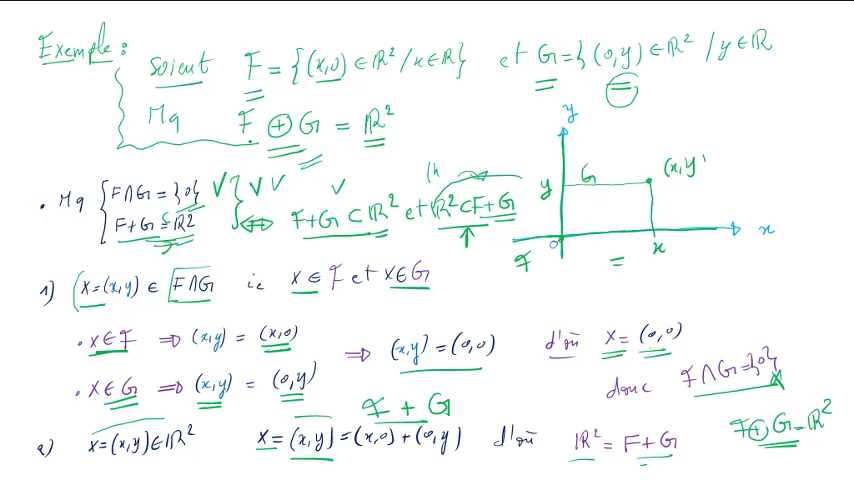 Exemple : Soient F = {(x,0) ∈ ℝ² / x ∈ ℝ} et G = {(0,y) ∈ ℝ² / y ∈ ℝ
Mq F ⊕ G = ℝ²
y
G
(x,y)
y
F
0
x
x
=
. Mq { F∩G = {0} √ } √ √
F+G = ℝ² ⇔ F+G ⊂ ℝ² et ℝ² ⊂ F+G
1) X=(x,y) ∈ F∩G ie X ∈ F et X ∈ G
. X ∈ F ⇒ (x,y) = (x,0)
⇒ (x,y) = (0,0) d'où X = (0,0)
. X ∈ G ⇒ (x,y) = (0,y)
donc F∩G = {0}
F + G
2) X=(x,y) ∈ ℝ² X = (x,y) = (x,0) + (0,y) d'où ℝ² = F+G
F ⊕ G = ℝ²